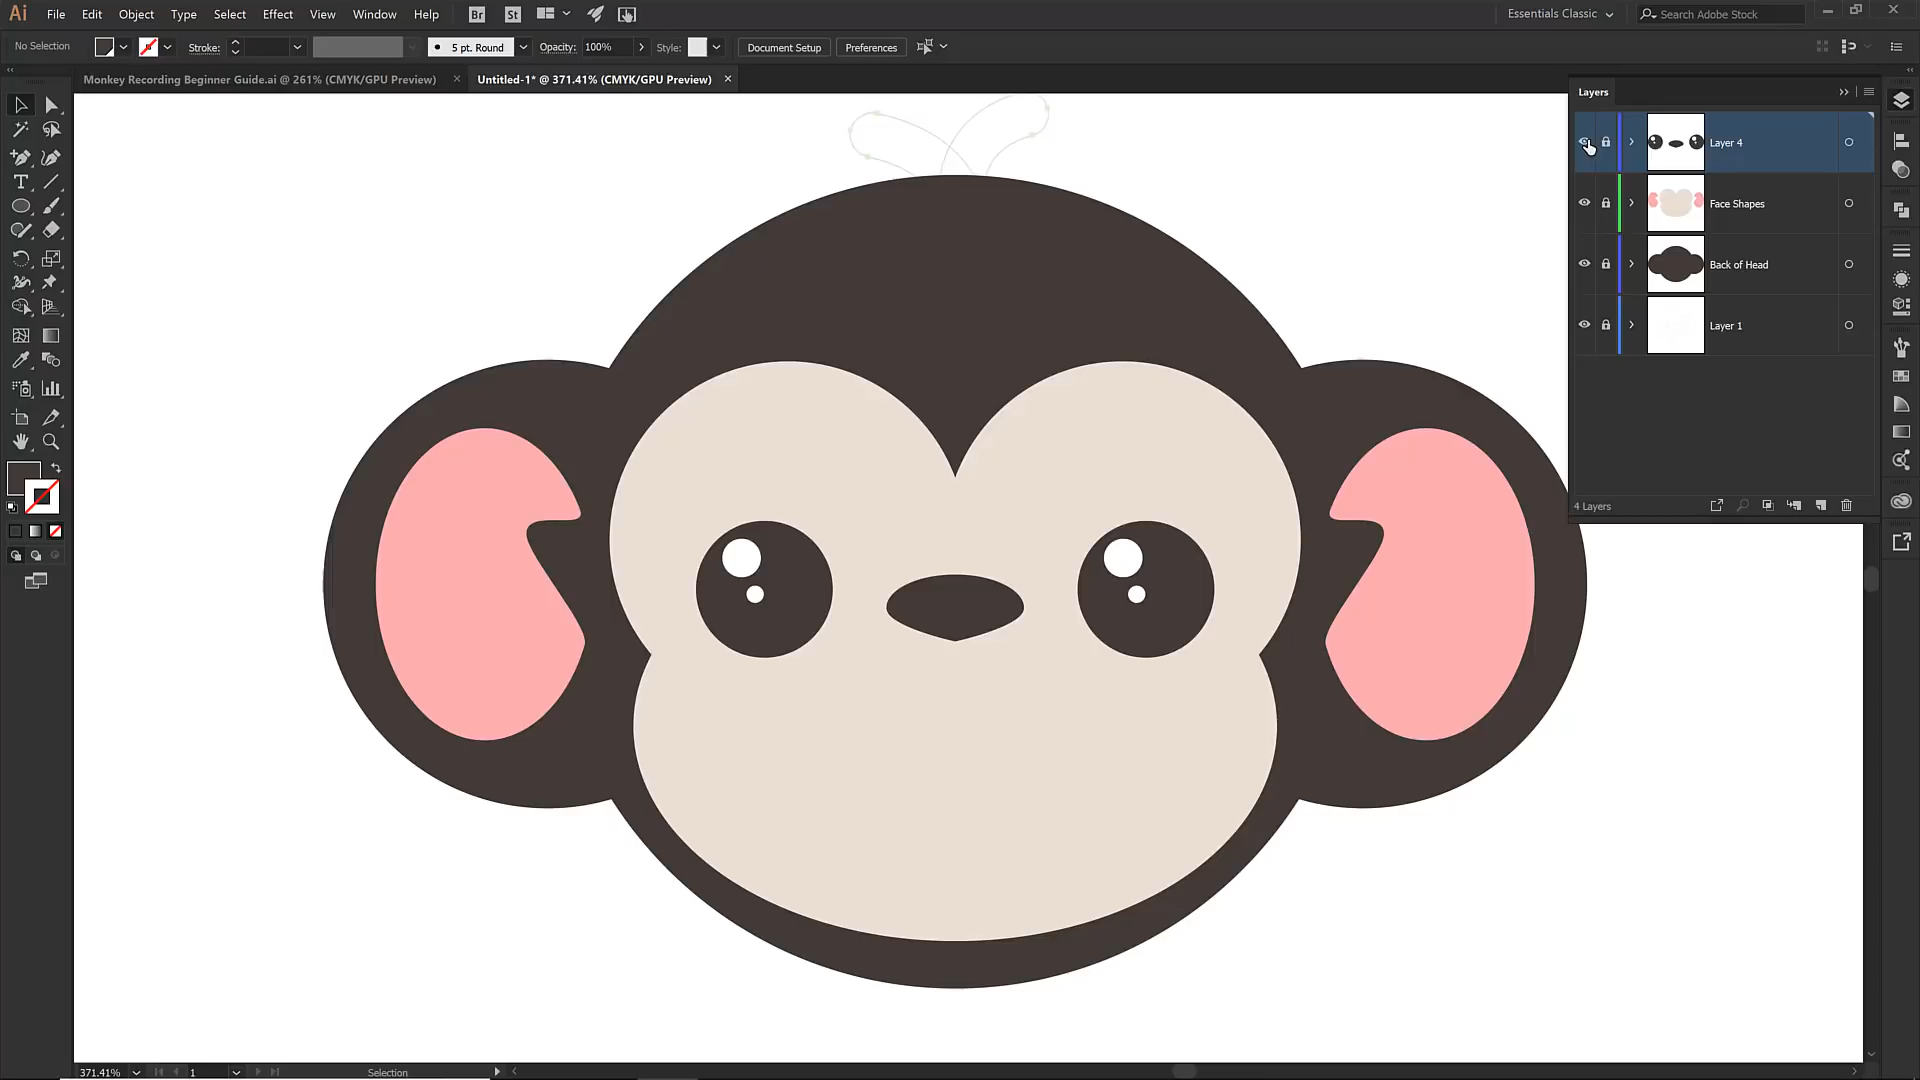 Ai File Edit Object Type Select Effect View Window Help Br St Essentials Classic Search Adobe Stock
No Selection Stroke: 5 pt. Round Opacity: 100% Style: Document Setup Preferences
Monkey Recording Beginner Guide.ai @ 261% (CMYK/GPU Preview) × Untitled-1* @ 371.41% (CMYK/GPU Preview) ×
Layers
Layer 4
Face Shapes
Back of Head
Layer 1
4 Layers
371.41% 1 Selection